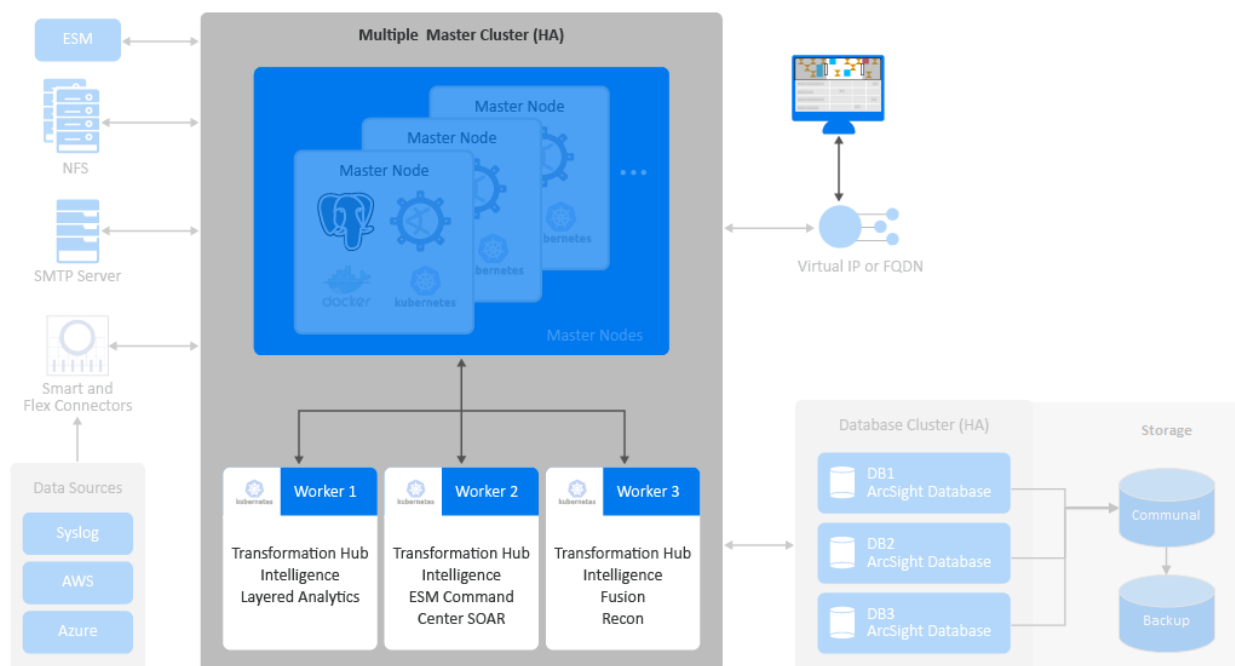 ESM
NFS
SMTP Server
Smart and
Flex Connectors
Data Sources
Syslog
AWS
Azure
Multiple Master Cluster (HA)
Master Node
Master Node
Master Node
...
kubernetes
kubernetes
docker
kubernetes
Master Nodes
kubernetes
Worker 1
Transformation Hub
Intelligence
Layered Analytics
kubernetes
Worker 2
Transformation Hub
Intelligence
ESM Command
Center SOAR
kubernetes
Worker 3
Transformation Hub
Intelligence
Fusion
Recon
Virtual IP or FQDN
Database Cluster (HA)
DB1
ArcSight Database
DB2
ArcSight Database
DB3
ArcSight Database
Storage
Communal
Backup